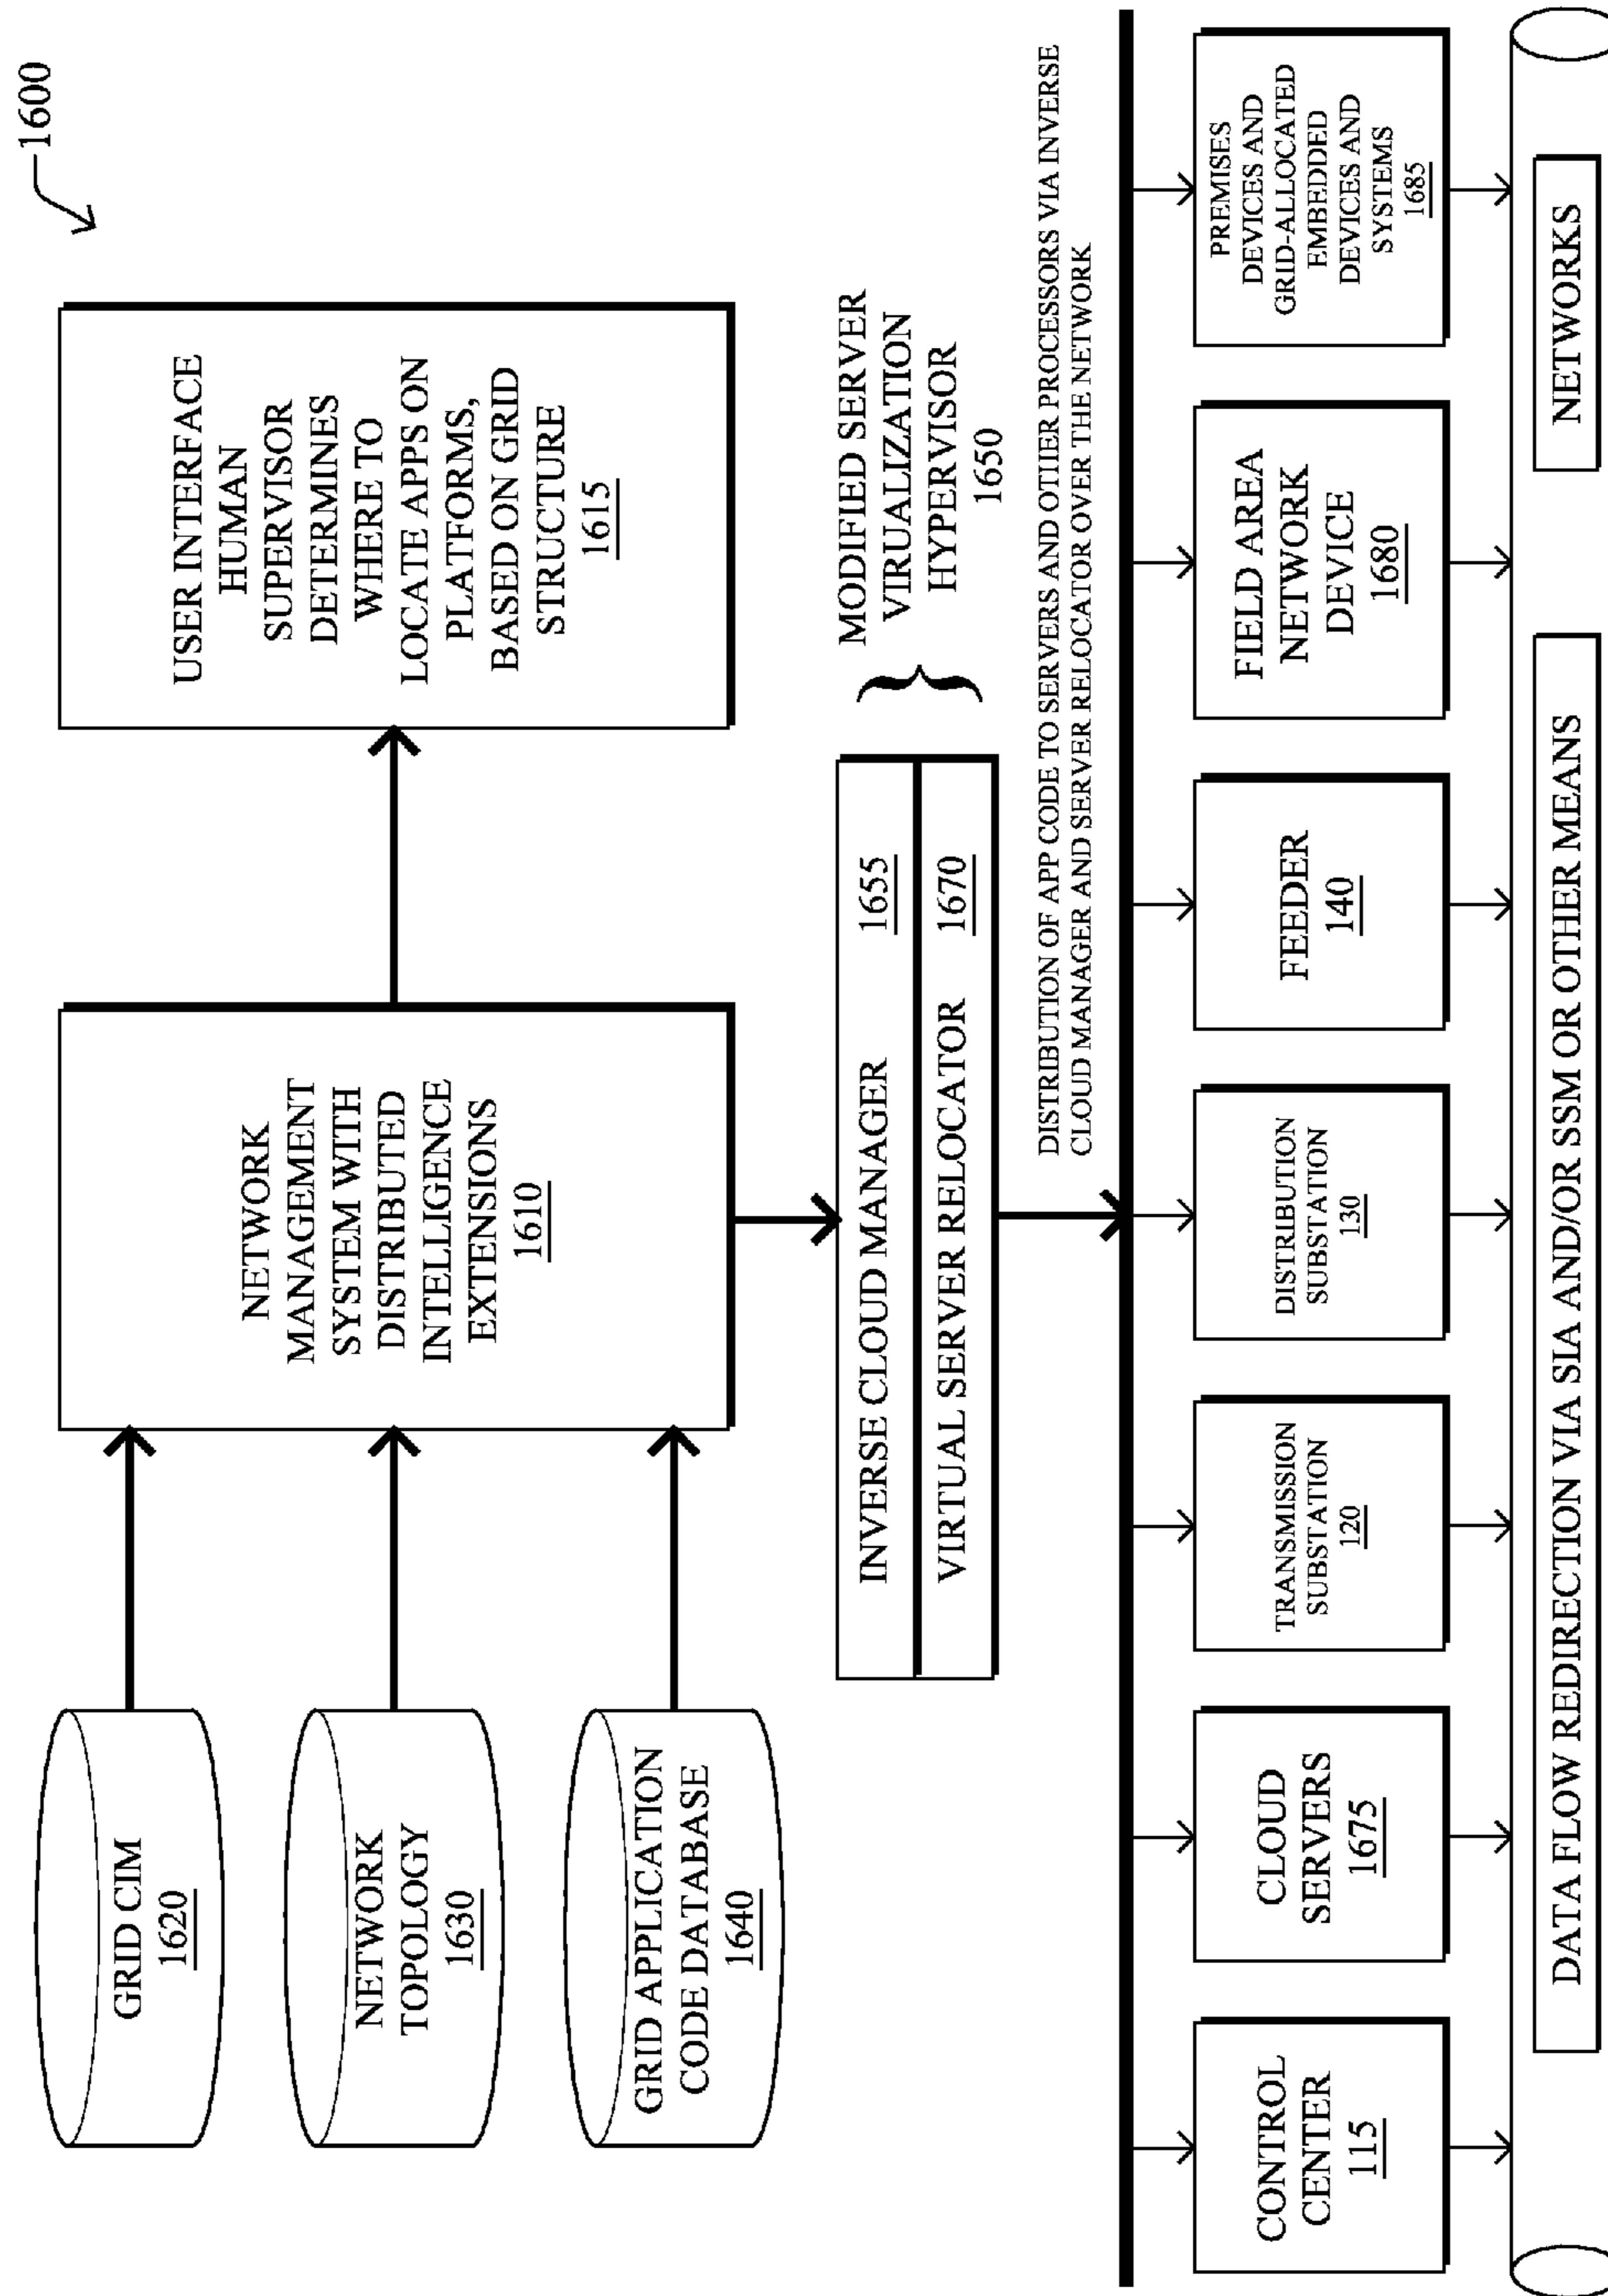 1600
GRID CIM
1620
NETWORK
TOPOLOGY
1630
GRID APPLICATION
CODE DATABASE
1640
NETWORK
MANAGEMENT
SYSTEM WITH
DISTRIBUTED
INTELLIGENCE
EXTENSIONS
1610
USER INTERFACE
HUMAN
SUPERVISOR
DETERMINES
WHERE TO
LOCATE APPS ON
PLATFORMS,
BASED ON GRID
STRUCTURE
1615
INVERSE CLOUD MANAGER 1655
VIRTUAL SERVER RELOCATOR 1670
MODIFIED SERVER
VIRUALIZATION
HYPERVISOR
1650
DISTRIBUTION OF APP CODE TO SERVERS AND OTIER PROCESSORS VIA INVERSE
CLOUD MANAGER AND SERVER RELOCATOR OVER THE NETWORK
CONTROL
CENTER
115
CLOUD
SERVERS
1675
TRANSMISSION
SUBSTATION
120
DISTRIBUTION
SUBSTATION
130
FEEDER
140
FIELD AREA
NETWORK
DEVICE
1680
PREMISES
DEVICES AND
GRID-ALLOCATED
EMBEDDED
DEVICES AND
SYSTEMS
1685
DATA FLOW REDIRECTION VIA SIA AND/OR SSM OR OTHER MEANS
NETWORKS